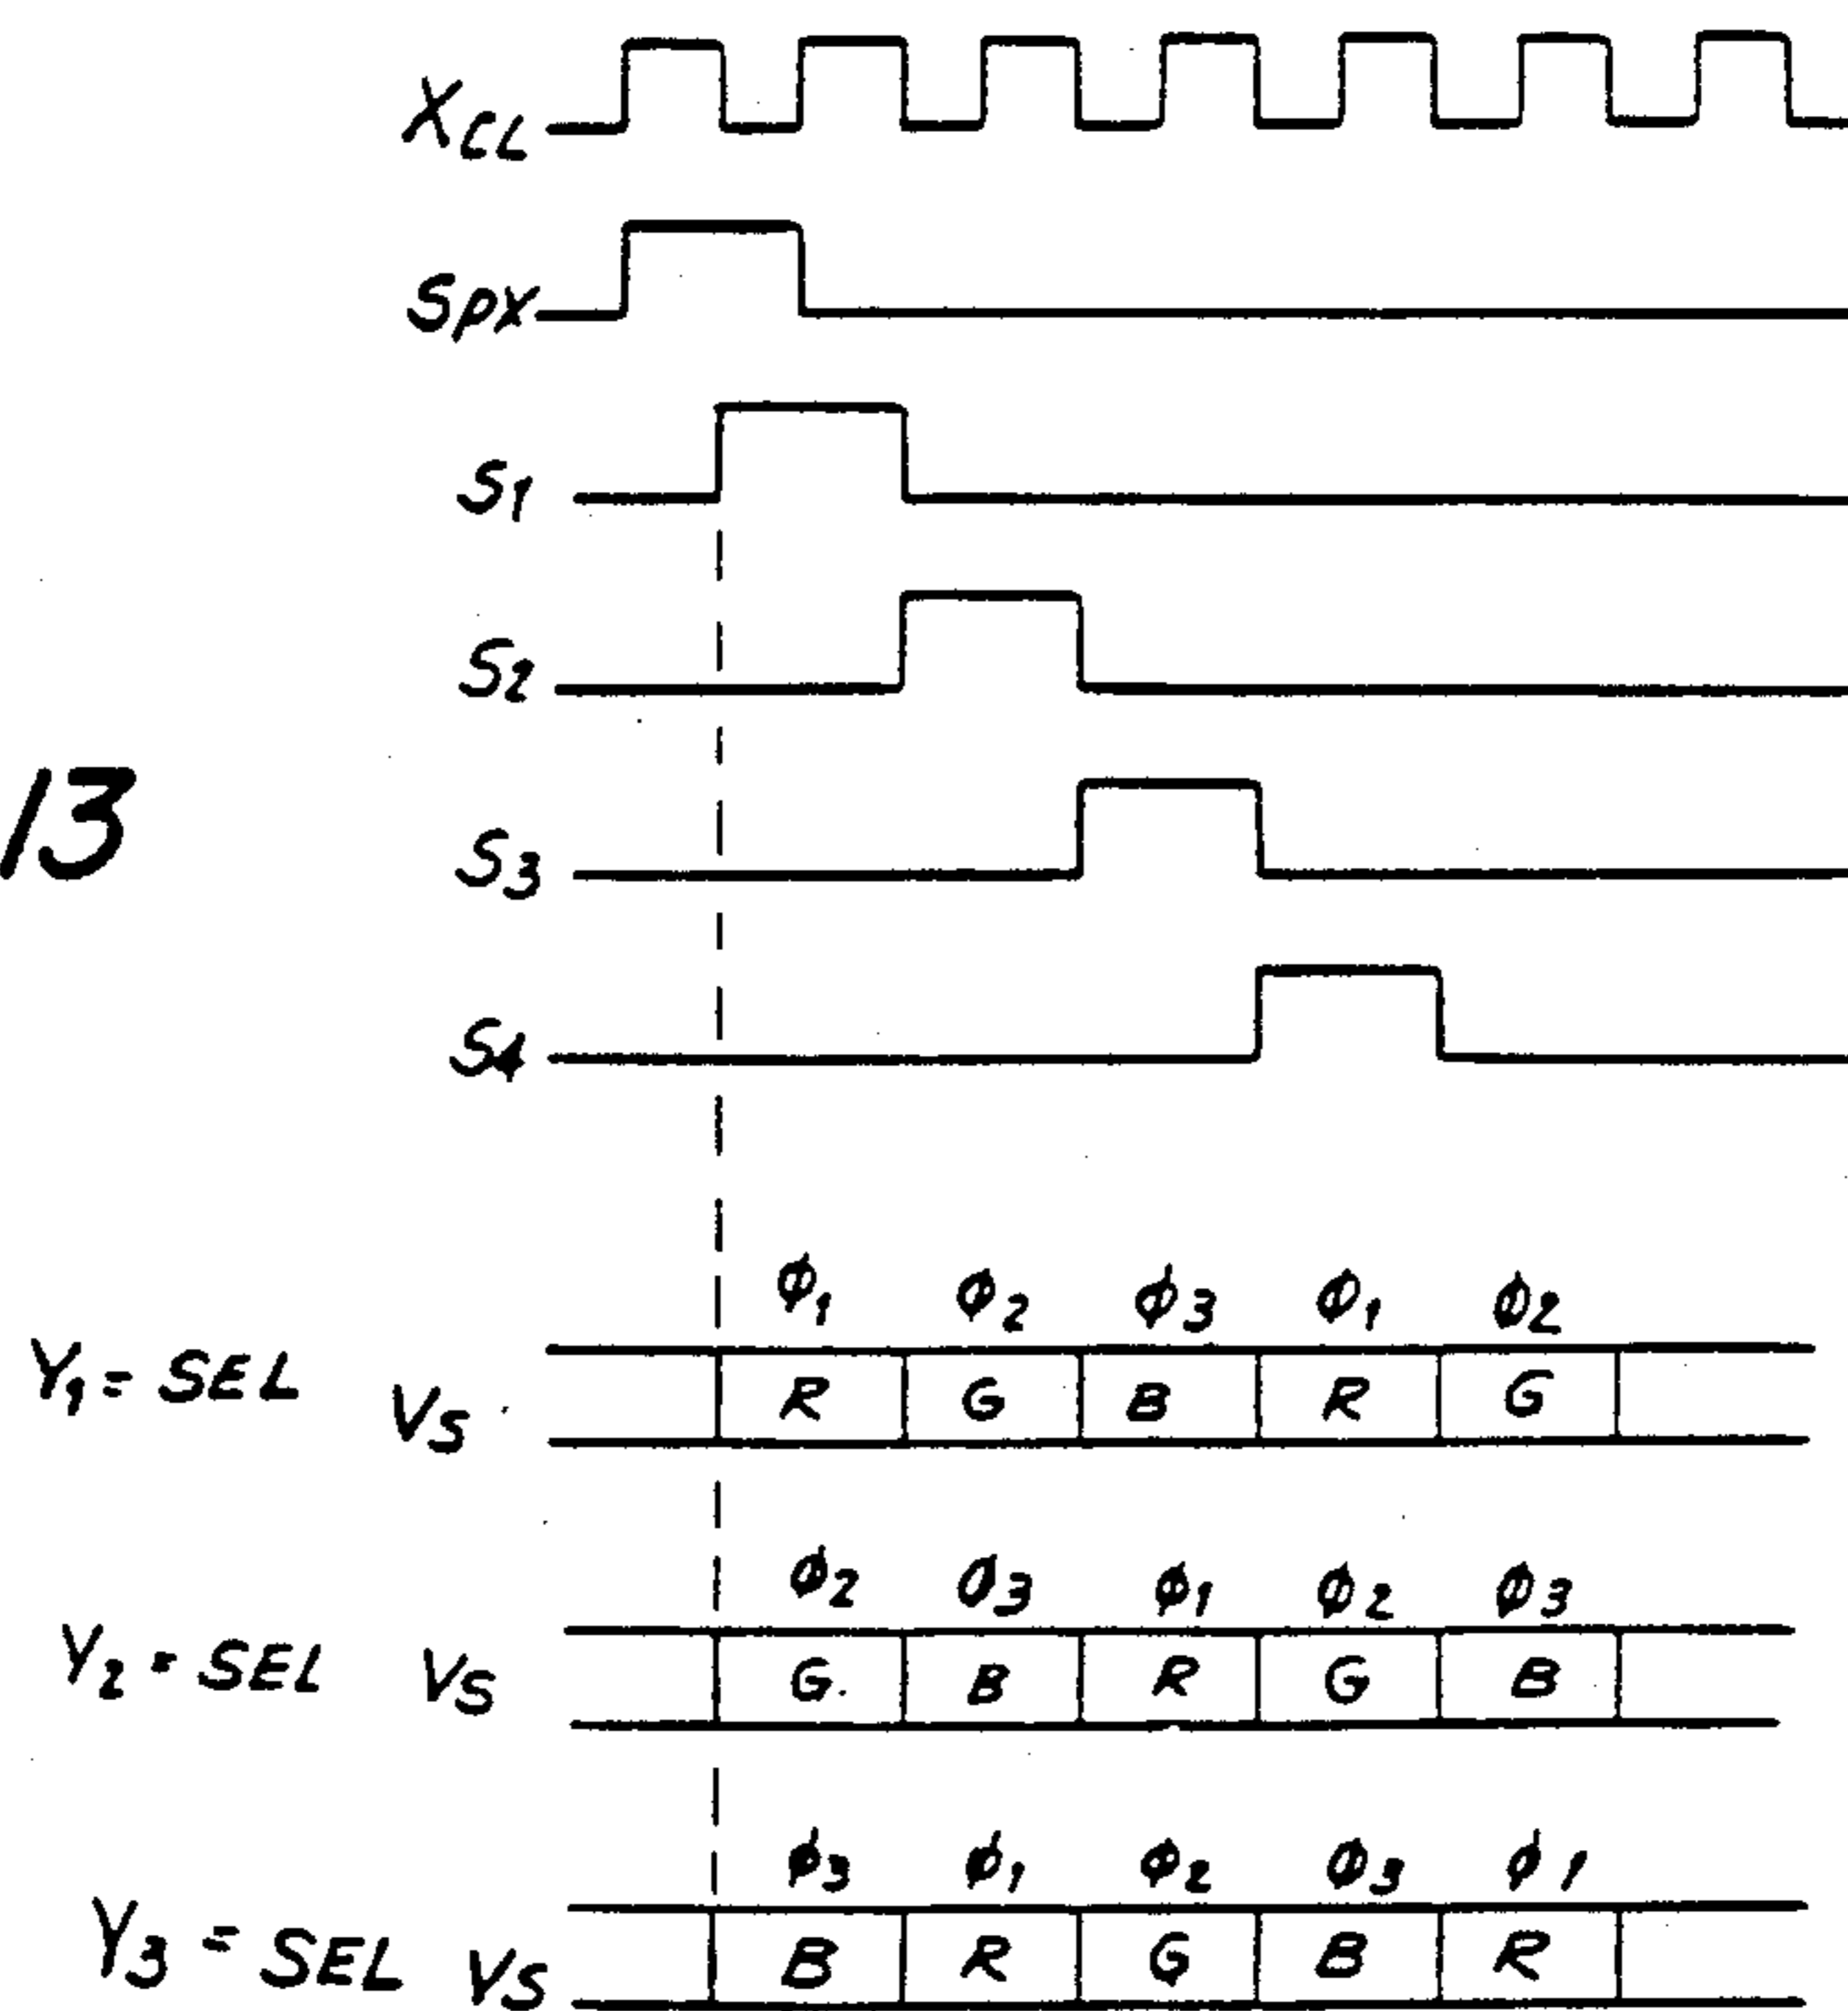 XCL
SPX
S1
S2
13
S3
S4
φ1 φ2 φ3 φ1 φ2
Y1 = SEL VS R G B R G
φ2 φ3 φ1 φ2 φ3
Y2 = SEL VS G. B R G B
φ3 φ1 φ2 φ3 φ1
Y3 = SEL VS B R G B R